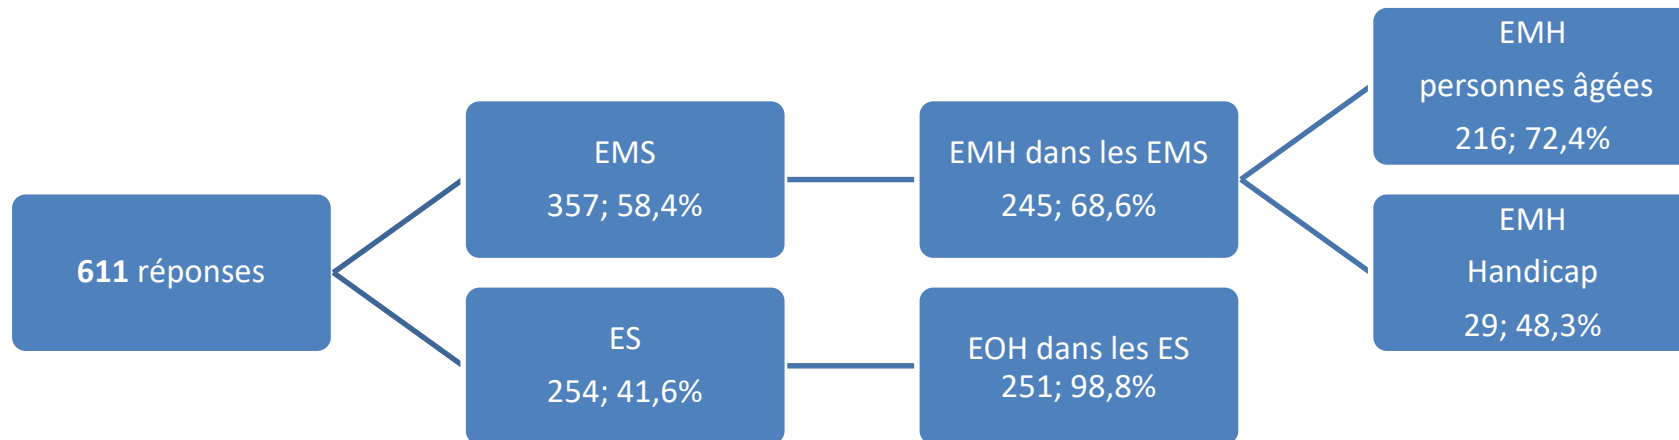 611 réponses
EMS
357; 58,4%
ES
254; 41,6%
EMH dans les EMS
245; 68,6%
EOH dans les ES
251; 98,8%
EMH
personnes âgées
216; 72,4%
EMH
Handicap
29; 48,3%